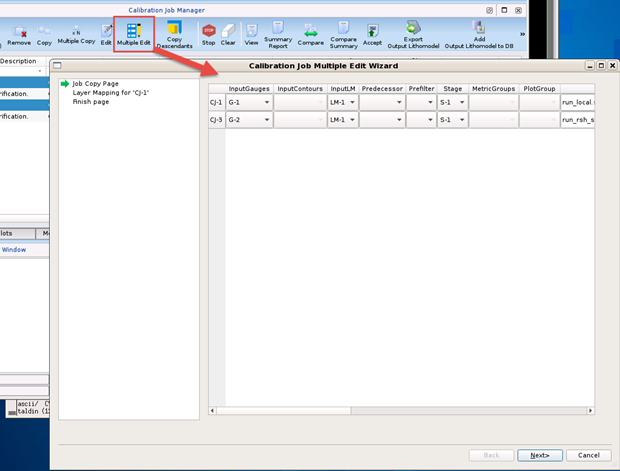 Calibration Job Manager
Remove
Copy
Multiple Copy
Edit
Multiple Edit
Copy
Descendants
Stop
Clear
View
Summary
Report
Compare
Compare
Summary
Accept
Export
Output Lithomodel
Add
Output Lithomodel to DB
»
Description
rification.
rification.
lots
Window
ascii/
taldin (1
Calibration Job Multiple Edit Wizard
Job Copy Page
Layer Mapping for 'CJ-1'
Finish page
InputGauges InputContours InputLM Predecessor Prefilter Stage MetricGroups PlotGroup
CJ-1 G-1 LM-1 S-1 run_local.
CJ-3 G-2 LM-1 S-1 run_rsh_s
Back Next> Cancel